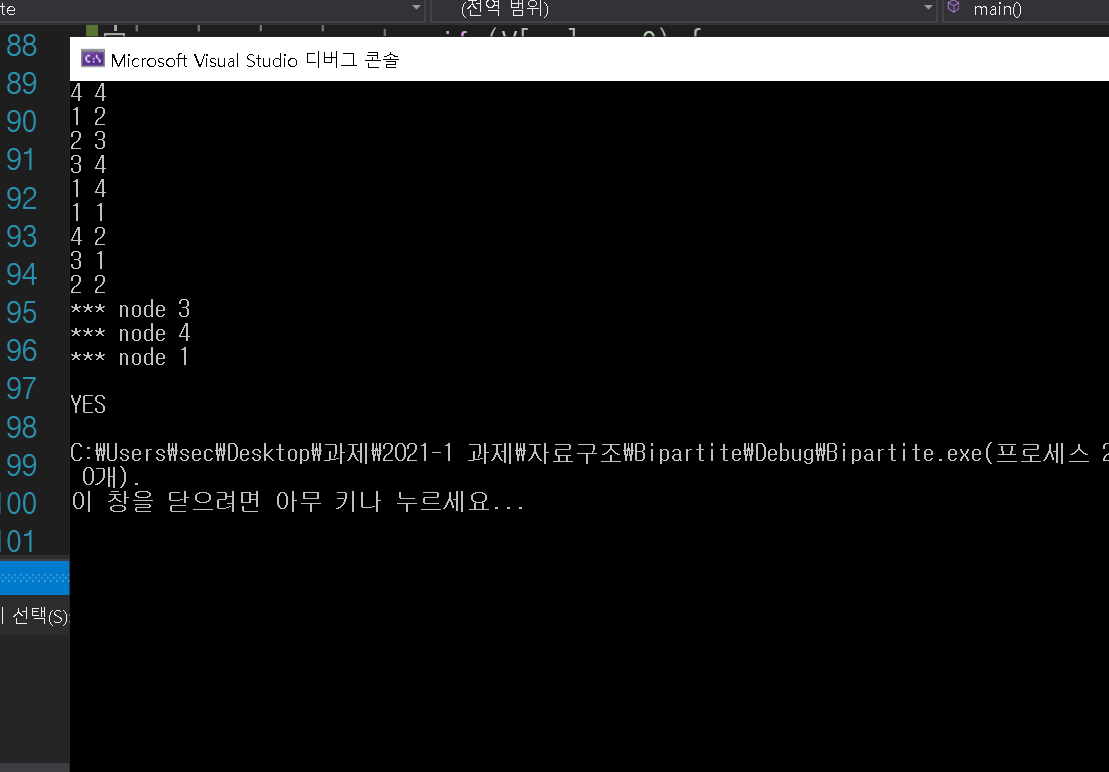 te
(전역 범위)
main()
88
89
90
91
92
93
94
95
96
97
98
99
100
101
Microsoft Visual Studio 디버그 콘솔
4 4
1 2
2 3
3 4
1 4
1 1
4 2
3 1
2 2
*** node 3
*** node 4
*** node 1
YES
C:₩Users₩sec₩Desktop₩과제₩2021-1 과제₩자료구조₩Bipartite₩Debug₩Bipartite.exe(프로세스 2
0개).
이 창을 닫으려면 아무 키나 누르세요...
선택(S)